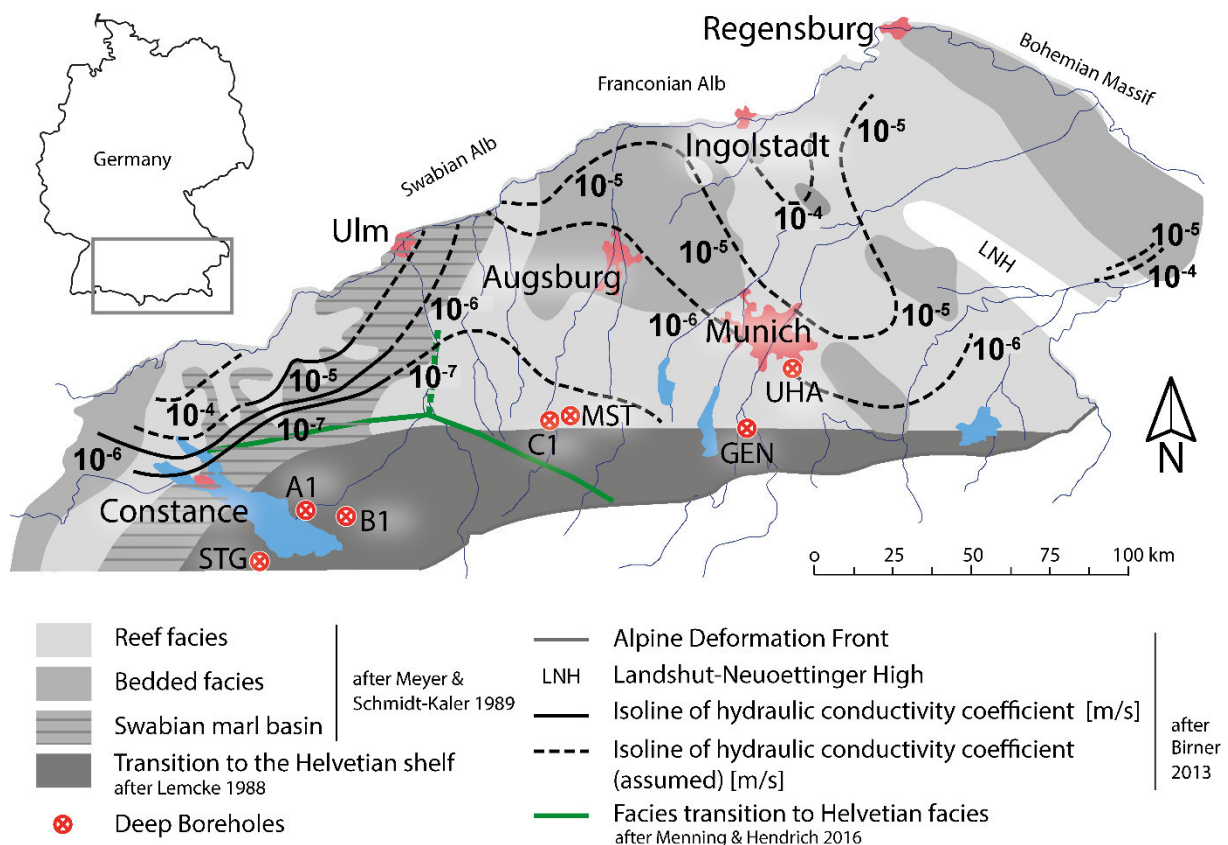 Germany
Regensburg
Bohemian Massif
Franconian Alb
Ingolstadt
Swabian Alb
Ulm
Augsburg
Munich
LNH
Constance
10⁻⁵
10⁻⁵
10⁻⁴
10⁻⁵
10⁻⁵
10⁻⁴
10⁻⁵
10⁻⁶
10⁻⁶
10⁻⁶
10⁻⁵
10⁻⁷
10⁻⁴
10⁻⁷
10⁻⁶
UHA
MST
C1
GEN
A1
B1
STG
N
0 25 50 75 100 km
Reef facies
Bedded facies
Swabian marl basin
after Meyer &
Schmidt-Kaler 1989
Transition to the Helvetian shelf
after Lemcke 1988
Deep Boreholes
Alpine Deformation Front
LNH Landshut-Neuoettinger High
Isoline of hydraulic conductivity coefficient [m/s]
Isoline of hydraulic conductivity coefficient
(assumed) [m/s]
after
Birner
2013
Facies transition to Helvetian facies
after Menning & Hendrich 2016